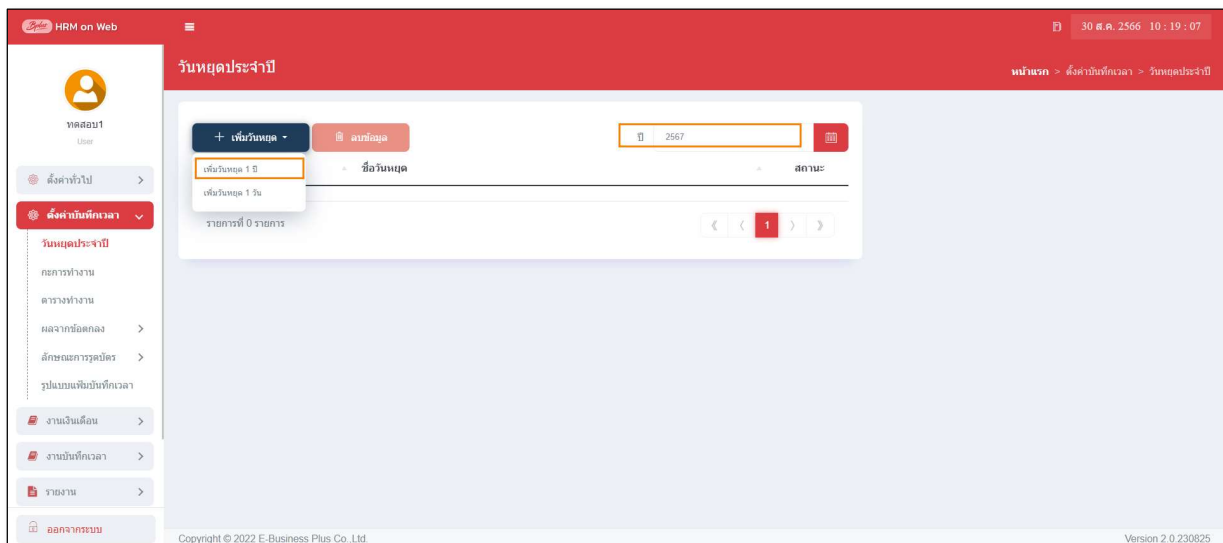 Bplus HRM on Web
30 ส.ค. 2566 10 : 19 : 07
วันหยุดประจำปี
หน้าแรก > ตั้งค่าบันทึกเวลา > วันหยุดประจำปี
ทดสอบ1
User
ตั้งค่าทั่วไป
ตั้งค่าบันทึกเวลา
วันหยุดประจำปี
กะการทำงาน
ตารางทำงาน
ผลจากข้อตกลง
ลักษณะการรูดบัตร
รูปแบบแฟ้มบันทึกเวลา
งานเงินเดือน
งานบันทึกเวลา
รายงาน
ออกจากระบบ
+ เพิ่มวันหยุด
ลบข้อมูล
ปี 2567
เพิ่มวันหยุด 1 ปี
เพิ่มวันหยุด 1 วัน
ชื่อวันหยุด
สถานะ
รายการที่ 0 รายการ
1
Copyright © 2022 E-Business Plus Co.,Ltd.
Version 2.0.230825